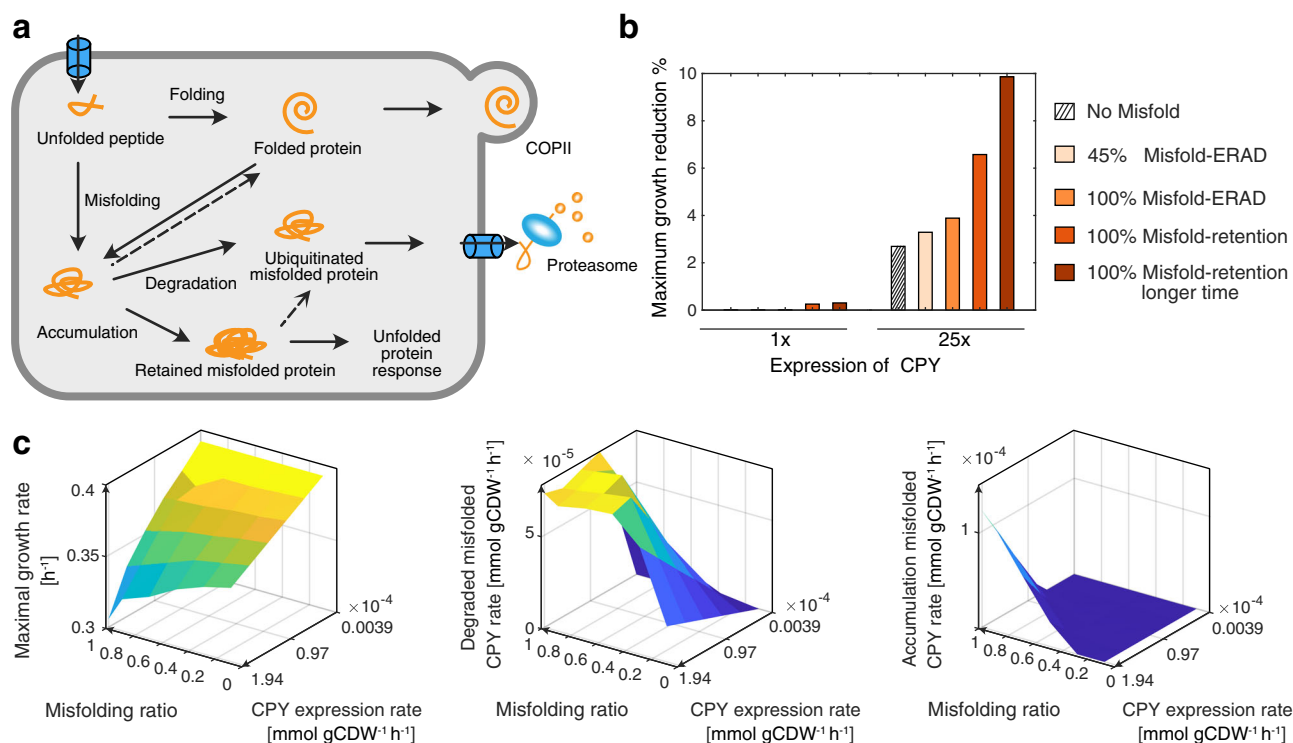 a
Folding
Unfolded peptide
Folded protein
COPII
Misfolding
Ubiquitinated
misfolded protein
Proteasome
Degradation
Accumulation
Retained misfolded protein
Unfolded
protein
response
b
Maximum growth reduction %
10
8
6
4
2
0
1x
25x
Expression of CPY
No Misfold
45% Misfold-ERAD
100% Misfold-ERAD
100% Misfold-retention
100% Misfold-retention
longer time
c
Maximal growth rate
[h⁻¹]
0.4
0.35
0.3
1
0.8
0.6
0.4
0.2
0
1.94
0.97
0.0039
× 10⁻⁴
Misfolding ratio
CPY expression rate
[mmol gCDW⁻¹ h⁻¹]
Degraded misfolded
CPY rate [mmol gCDW⁻¹ h⁻¹]
× 10⁻⁵
5
0
1
0.8
0.6
0.4
0.2
0
1.94
0.97
0.0039
× 10⁻⁴
Misfolding ratio
CPY expression rate
[mmol gCDW⁻¹ h⁻¹]
Accumulation misfolded
CPY rate [mmol gCDW⁻¹ h⁻¹]
× 10⁻⁴
1
1
0.8
0.6
0.4
0.2
0
1.94
0.97
0.0039
× 10⁻⁴
Misfolding ratio
CPY expression rate
[mmol gCDW⁻¹ h⁻¹]